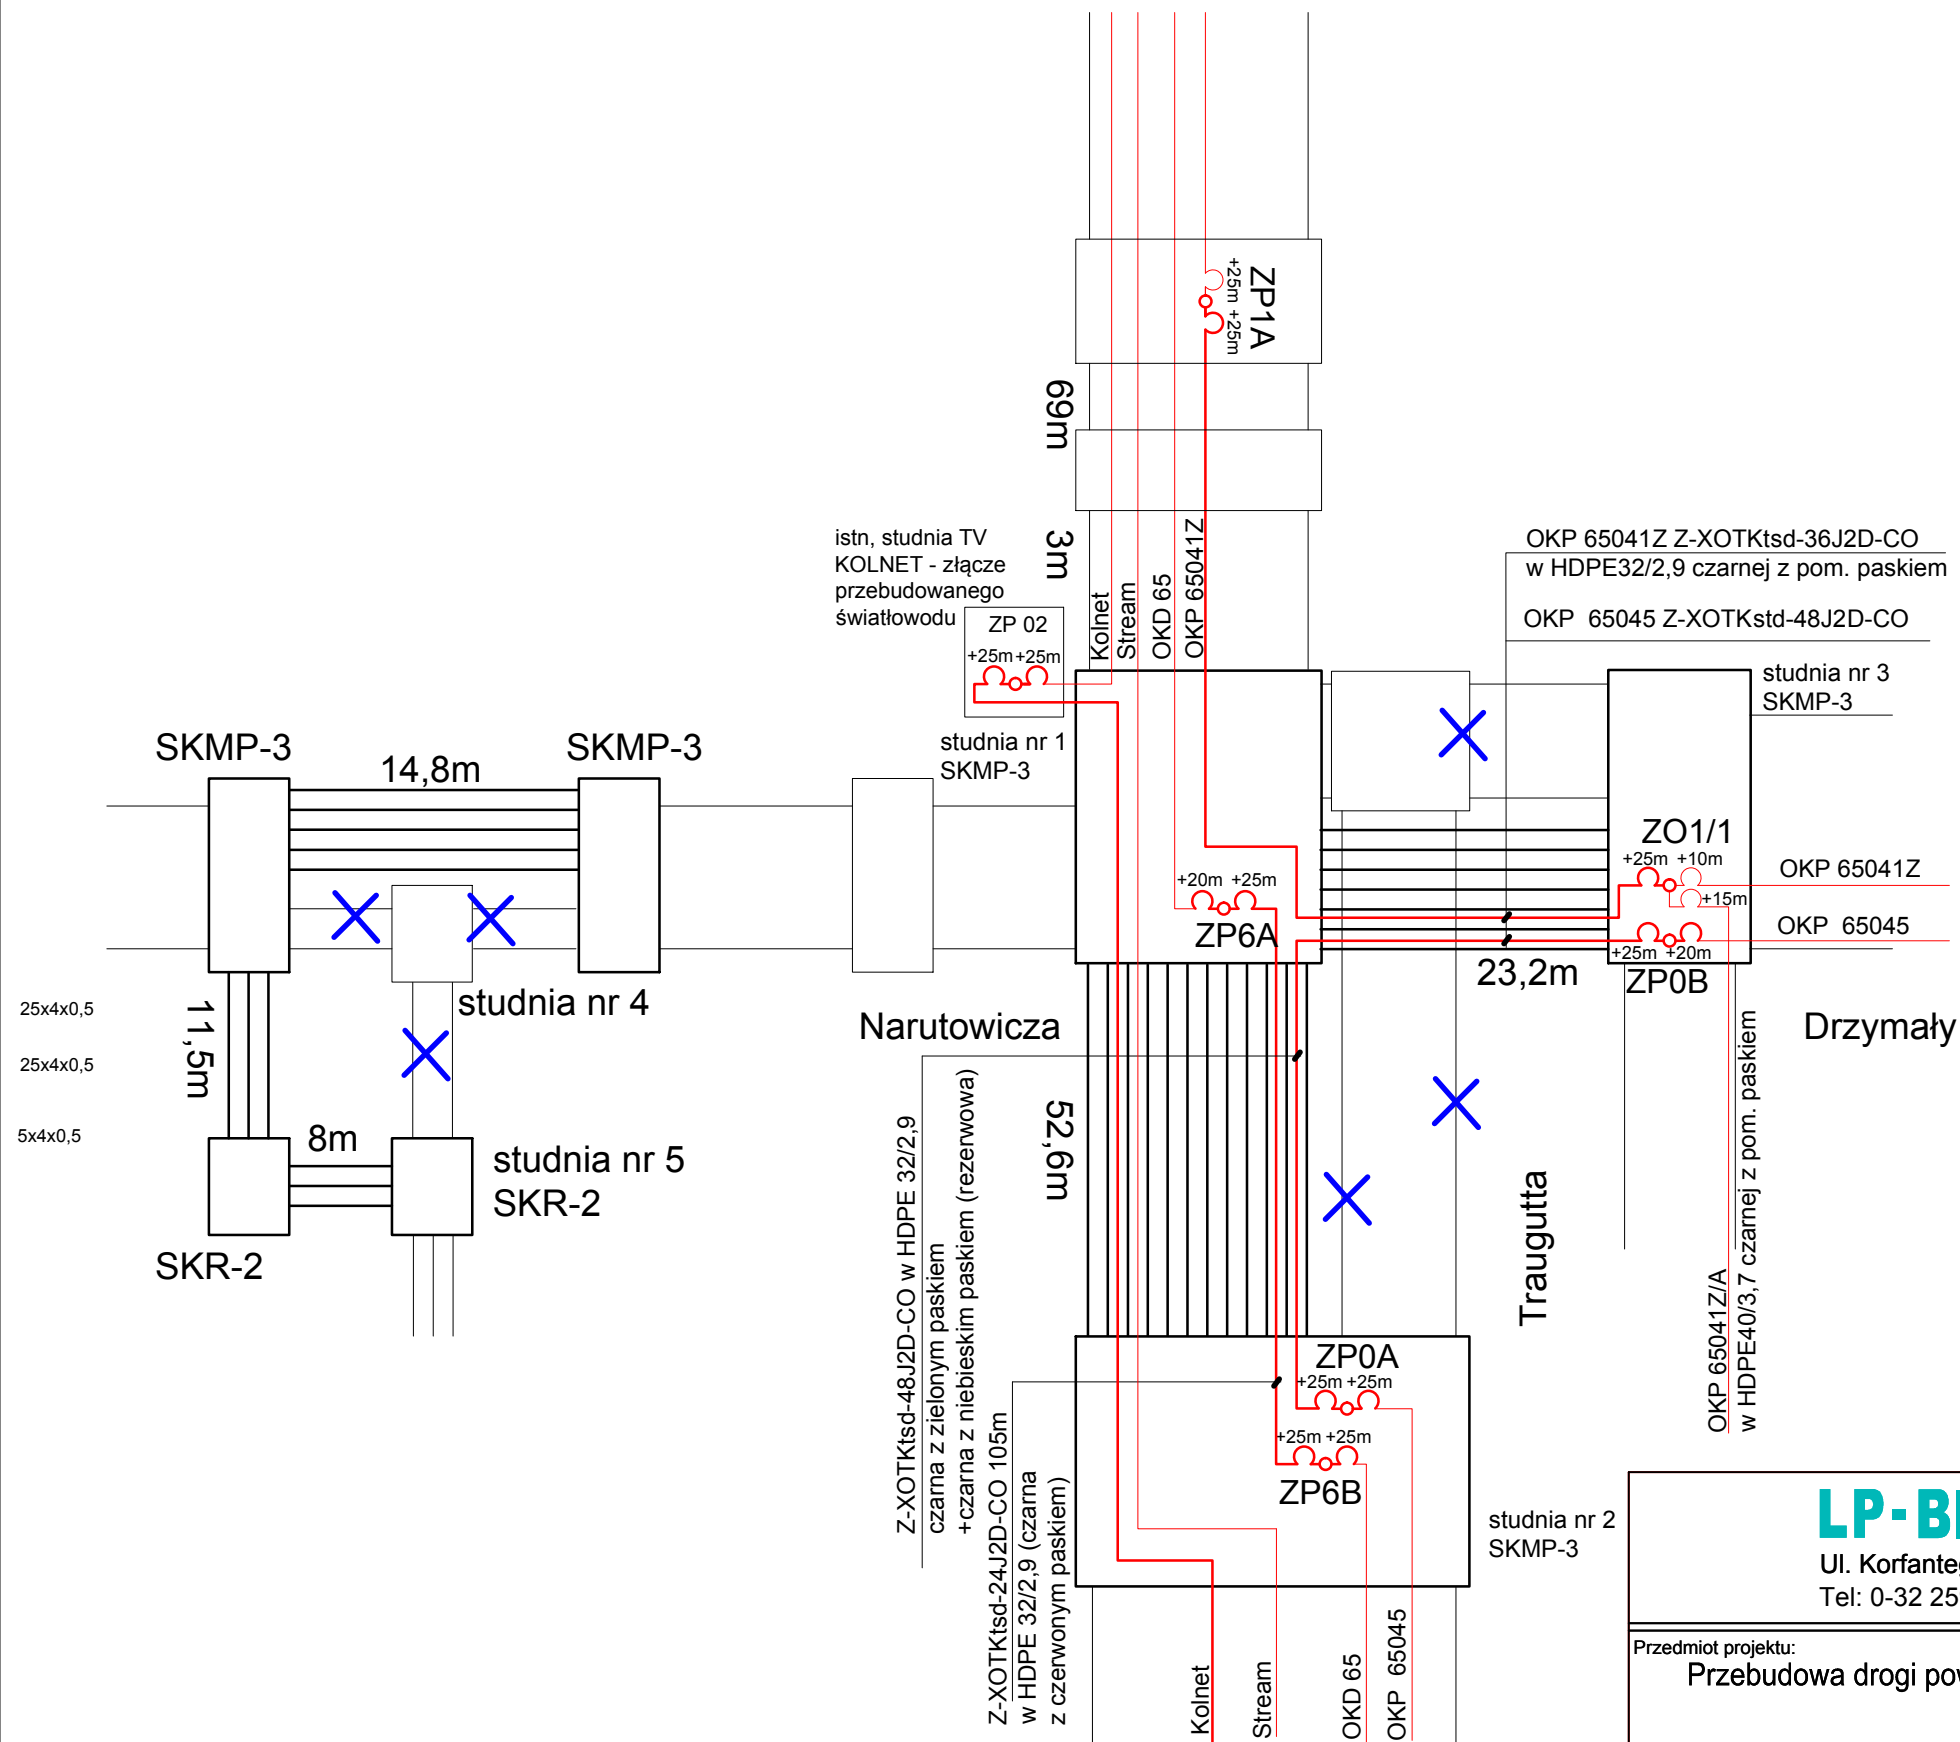 ZP1A
+25m +25m
69m
3m
istn, studnia TV
KOLNET - złącze
przebudowanego
światłowodu
ZP 02
+25m +25m
Kolnet
Stream
OKD 65
OKP 65041Z
OKP 65041Z Z-XOTKtsd-36J2D-CO
w HDPE32/2,9 czarnej z pom. paskiem
OKP 65045 Z-XOTKstd-48J2D-CO
studnia nr 3
SKMP-3
studnia nr 1
SKMP-3
SKMP-3
14,8m
SKMP-3
ZO1/1
+25m +10m
+15m
OKP 65041Z
OKP 65045
+20m +25m
ZP6A
+25m +20m
ZP0B
23,2m
studnia nr 4
25x4x0,5
25x4x0,5
5x4x0,5
11,5m
8m
studnia nr 5
SKR-2
SKR-2
Narutowicza
Drzymały
52,6m
Traugutta
Z-XOTKtsd-48J2D-CO w HDPE 32/2,9
czarna z zielonym paskiem
+czarna z niebieskim paskiem (rezerwowa)
Z-XOTKtsd-24J2D-CO 105m
w HDPE 32/2,9 (czarna
z czerwonym paskiem)
OKP 65041Z/A
w HDPE40/3,7 czarnej z pom. paskiem
ZP0A
+25m +25m
+25m +25m
ZP6B
studnia nr 2
SKMP-3
Kolnet
Stream
OKD 65
OKP 65045
LP-B
Ul. Korfante
Tel: 0-32 25
Przedmiot projektu:
Przebudowa drogi pow